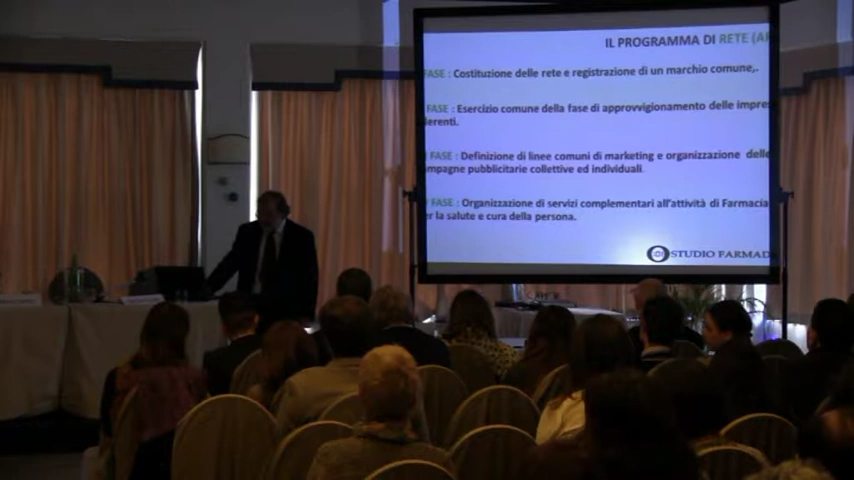 IL PROGRAMMA DI RETE (A
FASE : Costituzione delle rete e registrazione di un marchio comune,.
FASE : Esercizio comune della fase di approvvigionamento delle impre
derenti.
FASE : Definizione di linee comuni di marketing e organizzazione delle
mpagne pubblicitarie collettive ed individuali.
FASE : Organizzazione di servizi complementari all'attività di Farmacia
er la salute e cura della persona.
STUDIO FARMAD